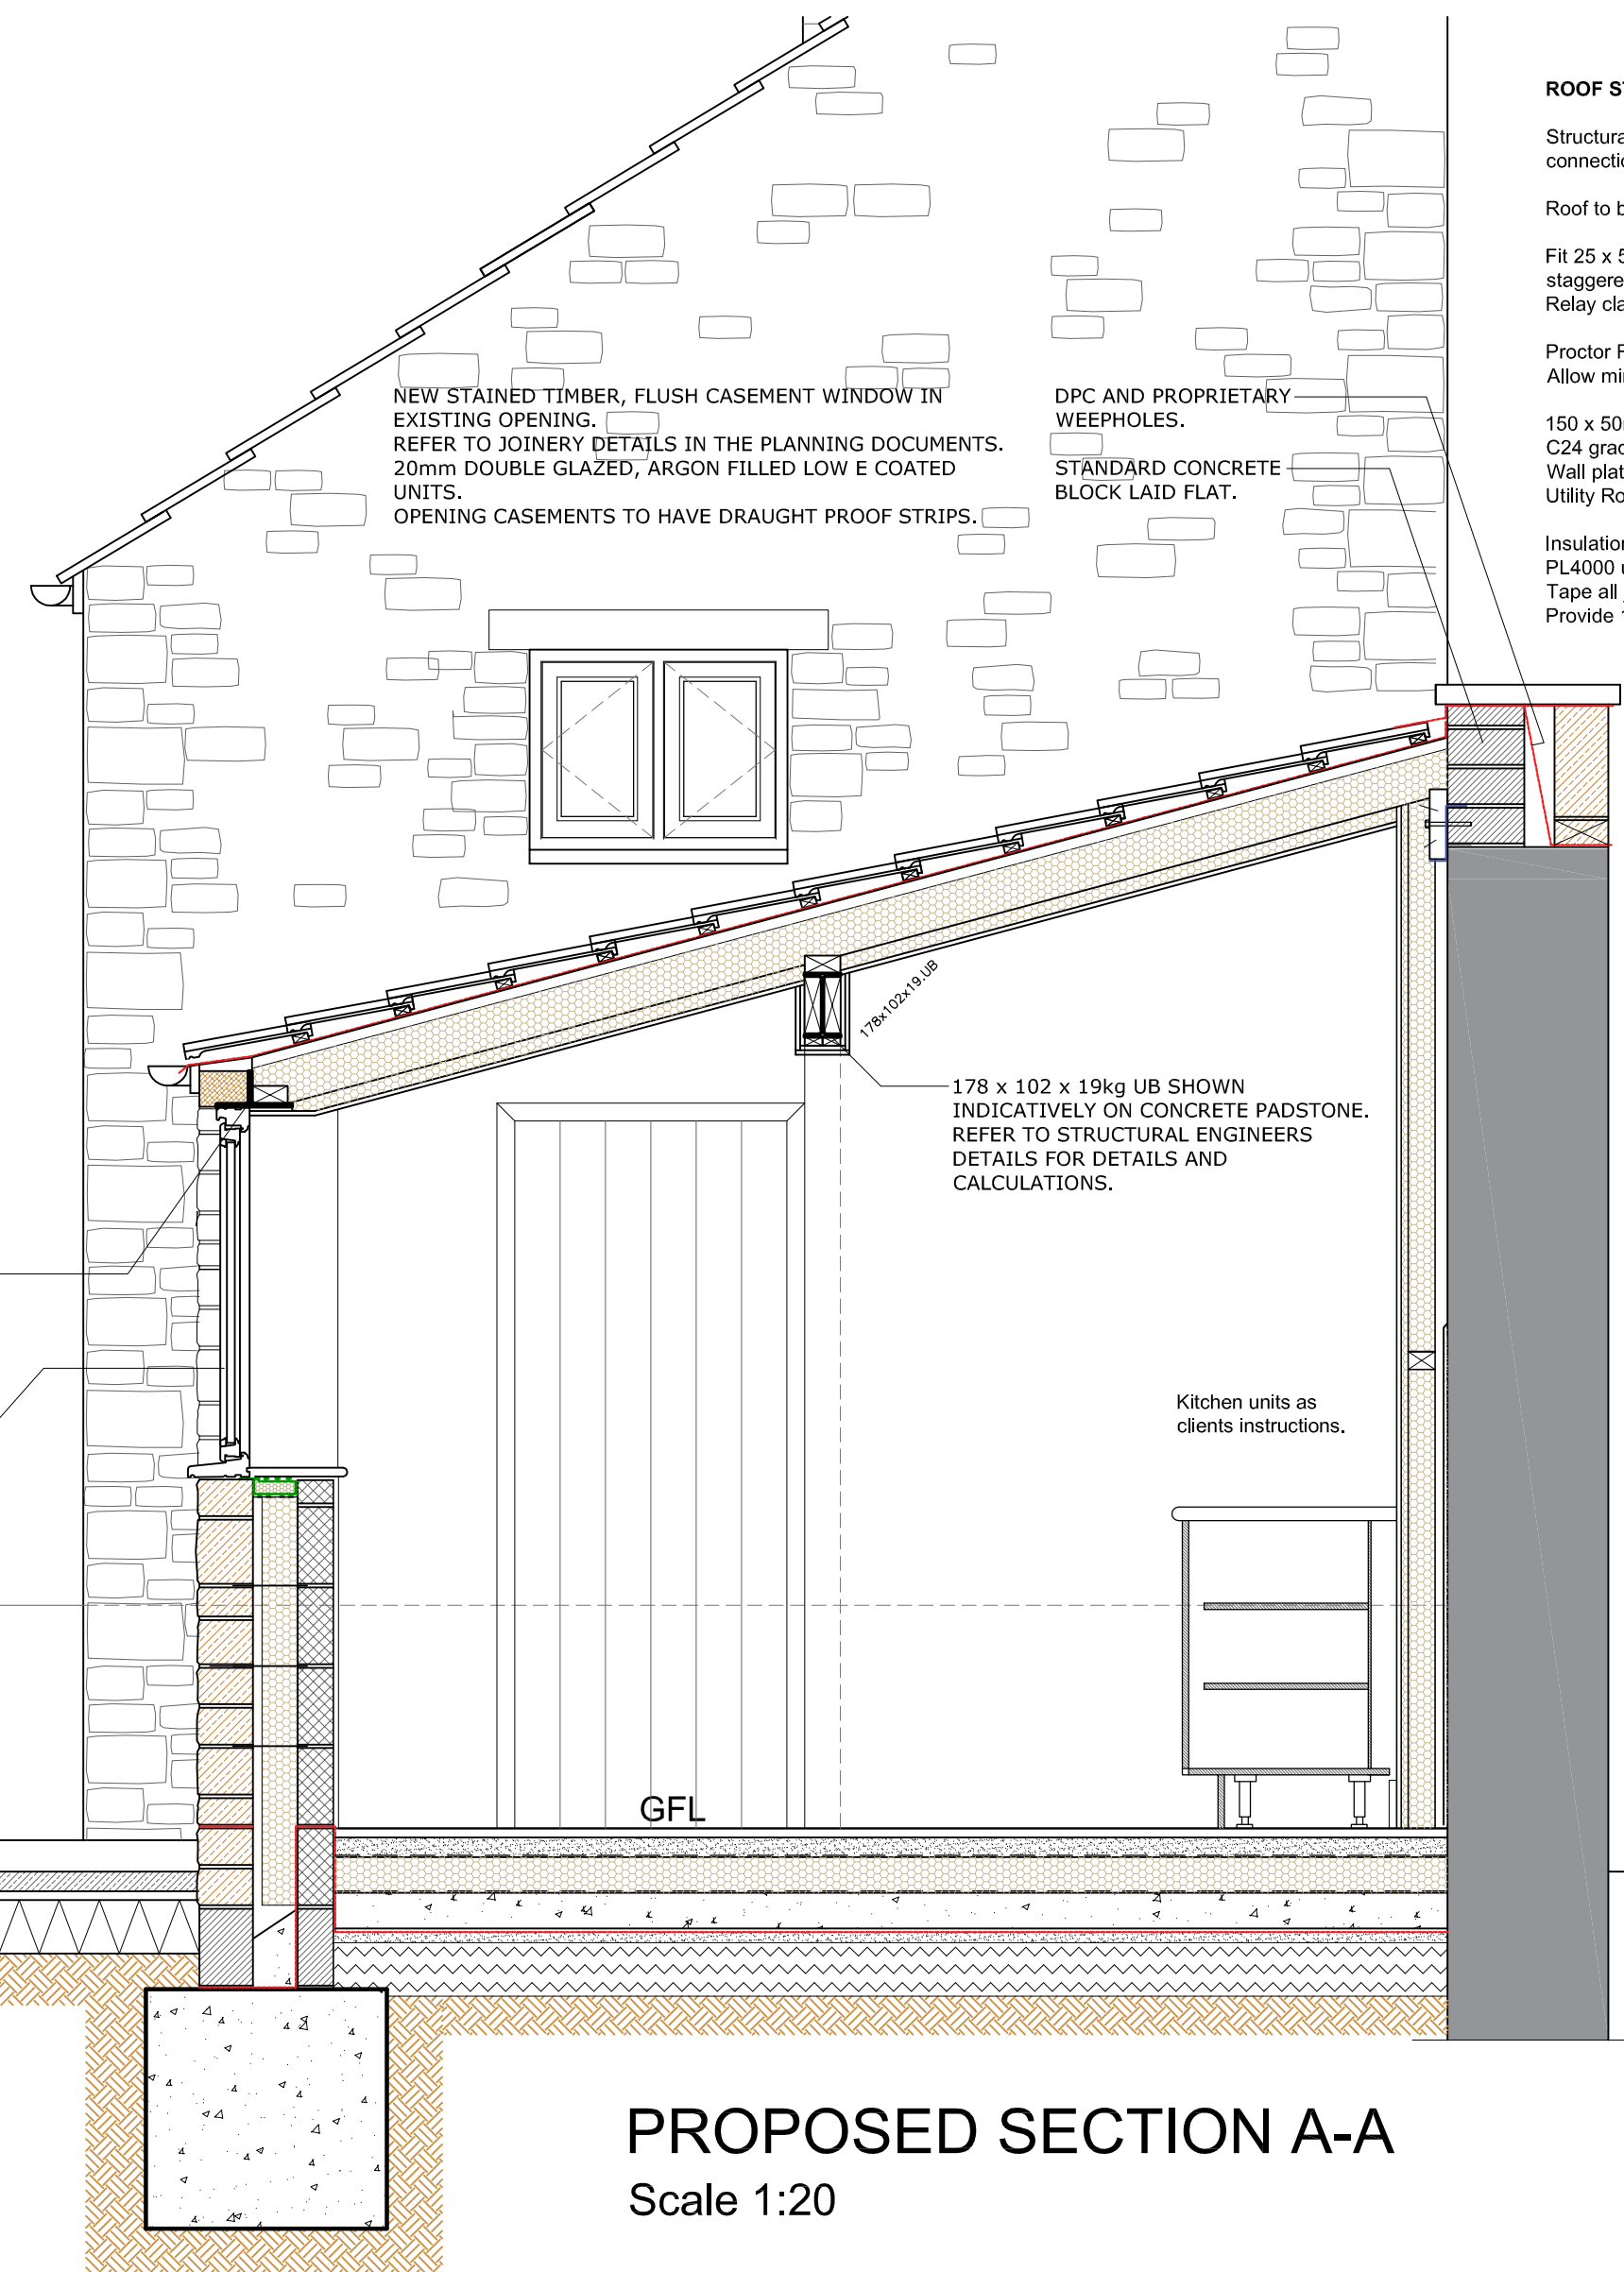 ROOF
Structura
connectio
Roof to b
Fit 25 x 5
staggere
Relay cla
Proctor
Allow mi
150 x 50
C24 grad
Wall plat
Utility Ro
Insulation
PL4000
Tape all
Provide
NEW STAINED TIMBER, FLUSH CASEMENT WINDOW IN
EXISTING OPENING.
REFER TO JOINERY DETAILS IN THE PLANNING DOCUMENTS.
20mm DOUBLE GLAZED, ARGON FILLED LOW E COATED
UNITS.
OPENING CASEMENTS TO HAVE DRAUGHT PROOF STRIPS.
DPC AND PROPRIETARY
WEEPHOLES.
STANDARD CONCRETE
BLOCK LAID FLAT.
178x102x19.UB
178 x 102 x 19kg UB SHOWN
INDICATIVELY ON CONCRETE PADSTONE.
REFER TO STRUCTURAL ENGINEERS
DETAILS FOR DETAILS AND
CALCULATIONS.
Kitchen units as
clients instructions.
GFL
PROPOSED SECTION A-A
Scale 1:20